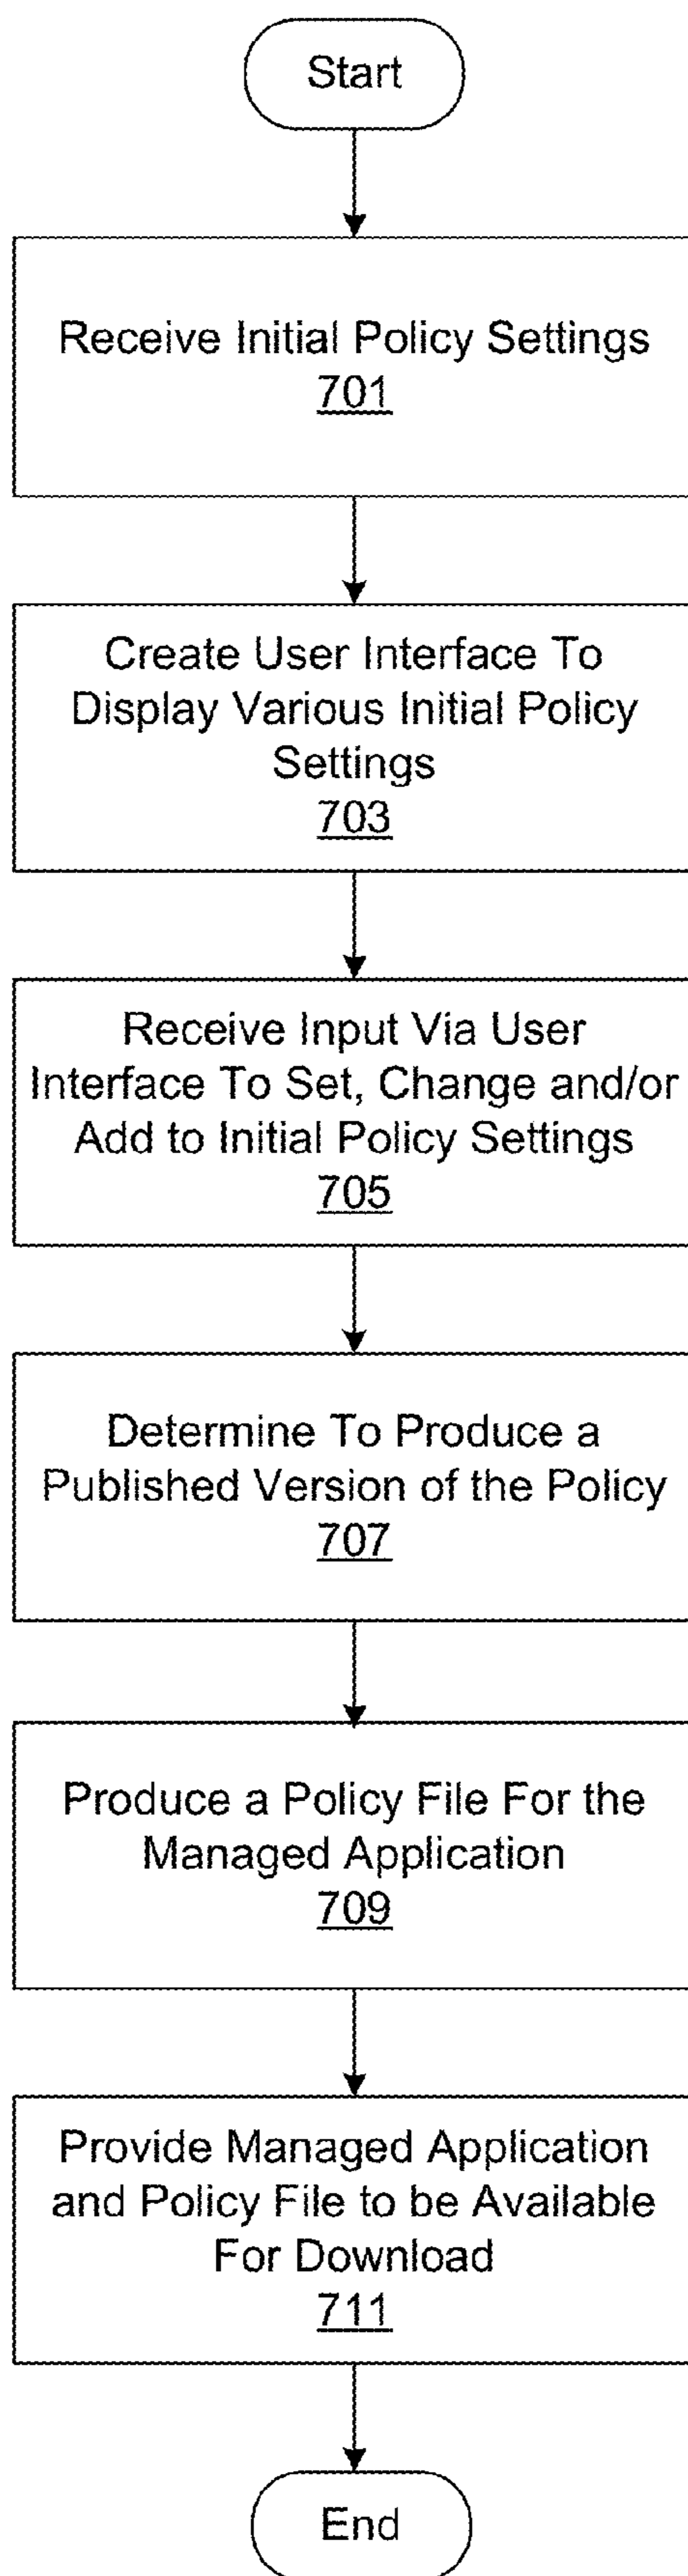 Start
Receive Initial Policy Settings
701
Create User Interface To
Display Various Initial Policy
Settings
703
Receive Input Via User
Interface To Set, Change and/or
Add to Initial Policy Settings
705
Determine To Produce a
Published Version of the Policy
707
Produce a Policy File For the
Managed Application
709
Provide Managed Application
and Policy File to be Available
For Download
711
End